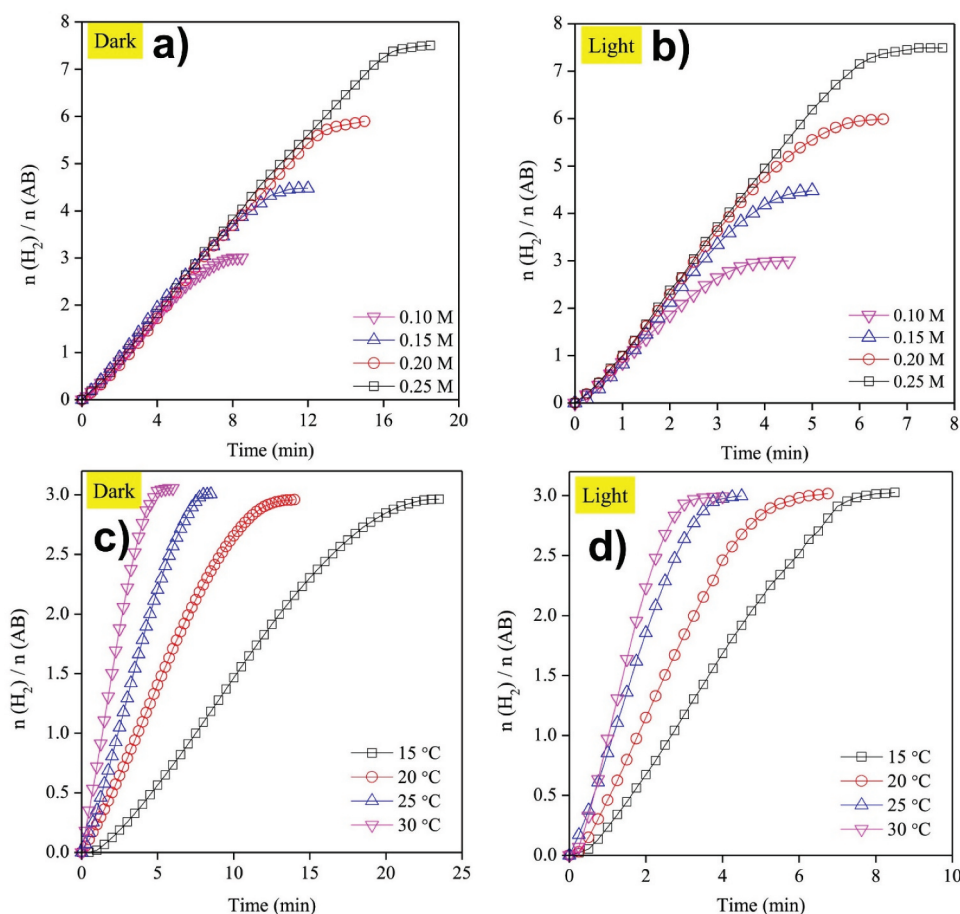 Dark
a)
n (H₂) / n (AB)
8
7
6
5
4
3
2
1
0
0.10 M
0.15 M
0.20 M
0.25 M
0 4 8 12 16 20
Time (min)
Light
b)
n (H₂) / n (AB)
8
7
6
5
4
3
2
1
0
0.10 M
0.15 M
0.20 M
0.25 M
0 1 2 3 4 5 6 7 8
Time (min)
Dark
c)
n (H₂) / n (AB)
3.0
2.5
2.0
1.5
1.0
0.5
0.0
15 °C
20 °C
25 °C
30 °C
0 5 10 15 20 25
Time (min)
Light
d)
n (H₂) / n (AB)
3.0
2.5
2.0
1.5
1.0
0.5
0.0
15 °C
20 °C
25 °C
30 °C
0 2 4 6 8 10
Time (min)